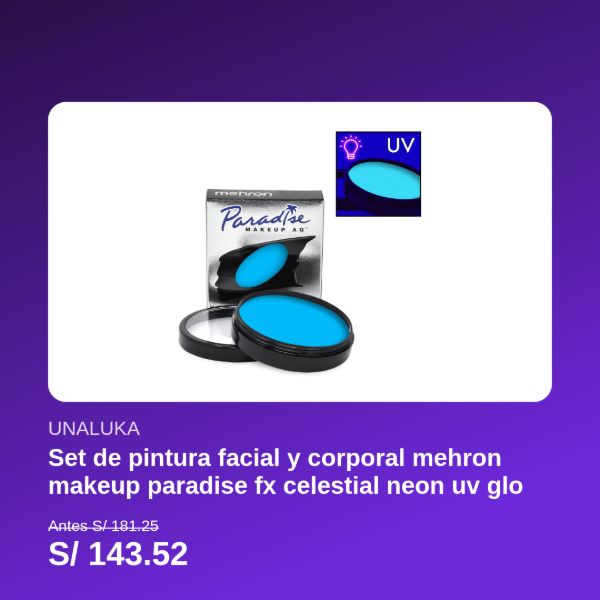 UV
mehron
Paradise
MAKEUP AQ™
UNALUKA
Set de pintura facial y corporal mehron
makeup paradise fx celestial neon uv glo
Antes S/ 181.25
S/ 143.52